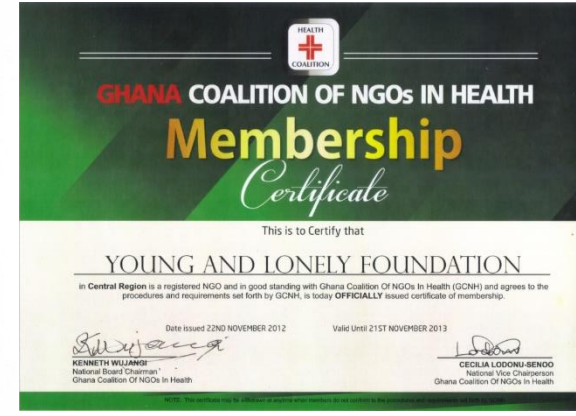 HEALTH
COALITION
GHANA COALITION OF NGOs IN HEALTH
Membership
Certificate
This is to Certify that
YOUNG AND LONELY FOUNDATION
in Central Region is a registered NGO and in good standing with Ghana Coalition Of NGOs In Health (GCNH) and agrees to the
procedures and requirements set forth by GCNH, is today OFFICIALLY issued certificate of membership.
Date issued 22ND NOVEMBER 2012 Valid Until 21ST NOVEMBER 2013
KENNETH WUJANGI
National Board Chairman
Ghana Coalition Of NGOs In Health
CECILIA LODONU-SENOO
National Vice Chairperson
Ghana Coalition Of NGOs In Health
NOTE: This certificate may be withdrawn at anytime when members do not conform to the procedures and requirements set forth by GCNH